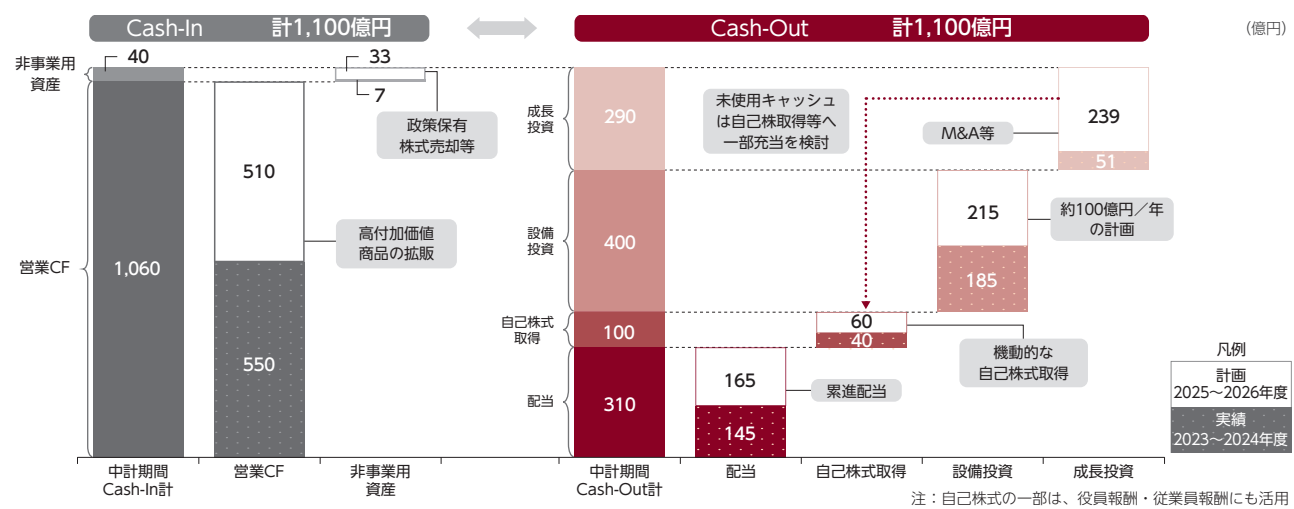 Cash-In 計1,100億円
Cash-Out 計1,100億円
(億円)
非事業用
資産
営業CF
40
1,060
510
550
33
7
政策保有
株式売却等
高付加価値
商品の拡販
成長
投資
設備
投資
自己株式
取得
配当
290
400
100
310
165
145
累進配当
60
40
機動的な
自己株式取得
215
185
約100億円／年
の計画
239
51
M&A等
未使用キャッシュ
は自己株取得等へ
一部充当を検討
凡例
計画
2025～2026年度
実績
2023～2024年度
中計期間
Cash-In計
営業CF
非事業用
資産
中計期間
Cash-Out計
配当
自己株式取得
設備投資
成長投資
注：自己株式の一部は、役員報酬・従業員報酬にも活用